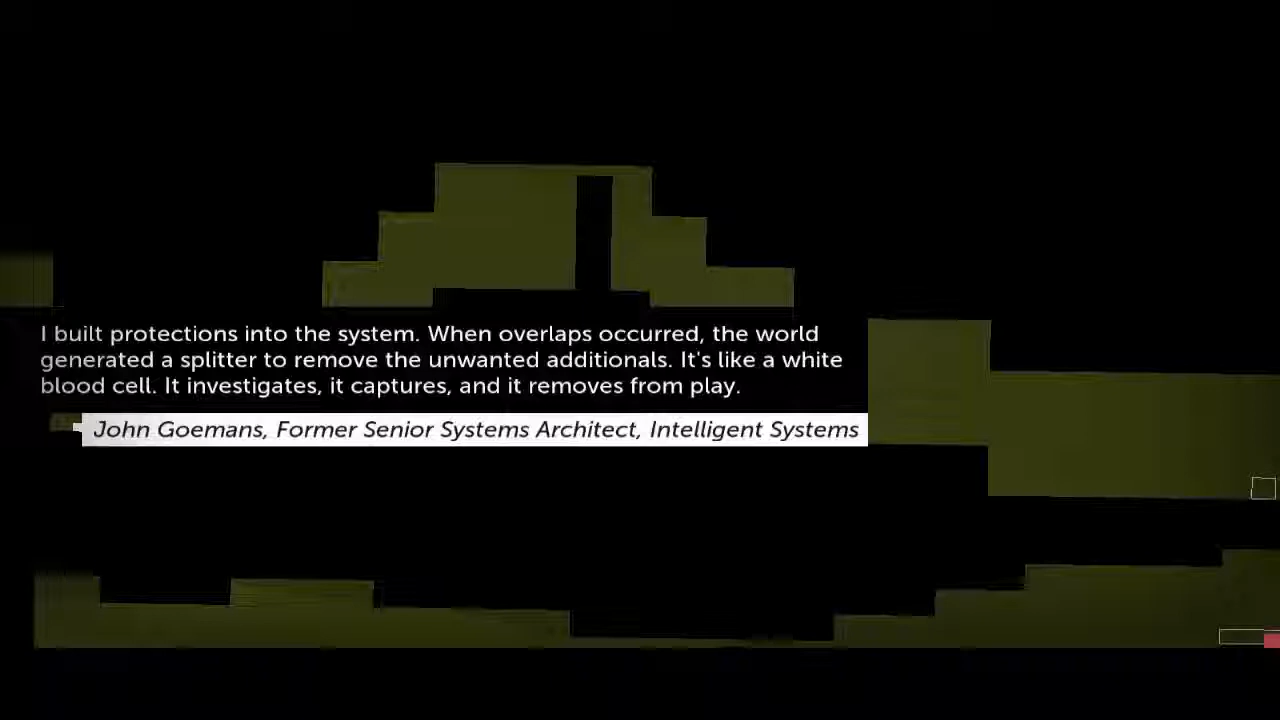 I built protections into the system. When overlaps occurred, the world
generated a splitter to remove the unwanted additionals. It's like a white
blood cell. It investigates, it captures, and it removes from play.
John Goemans, Former Senior Systems Architect, Intelligent Systems